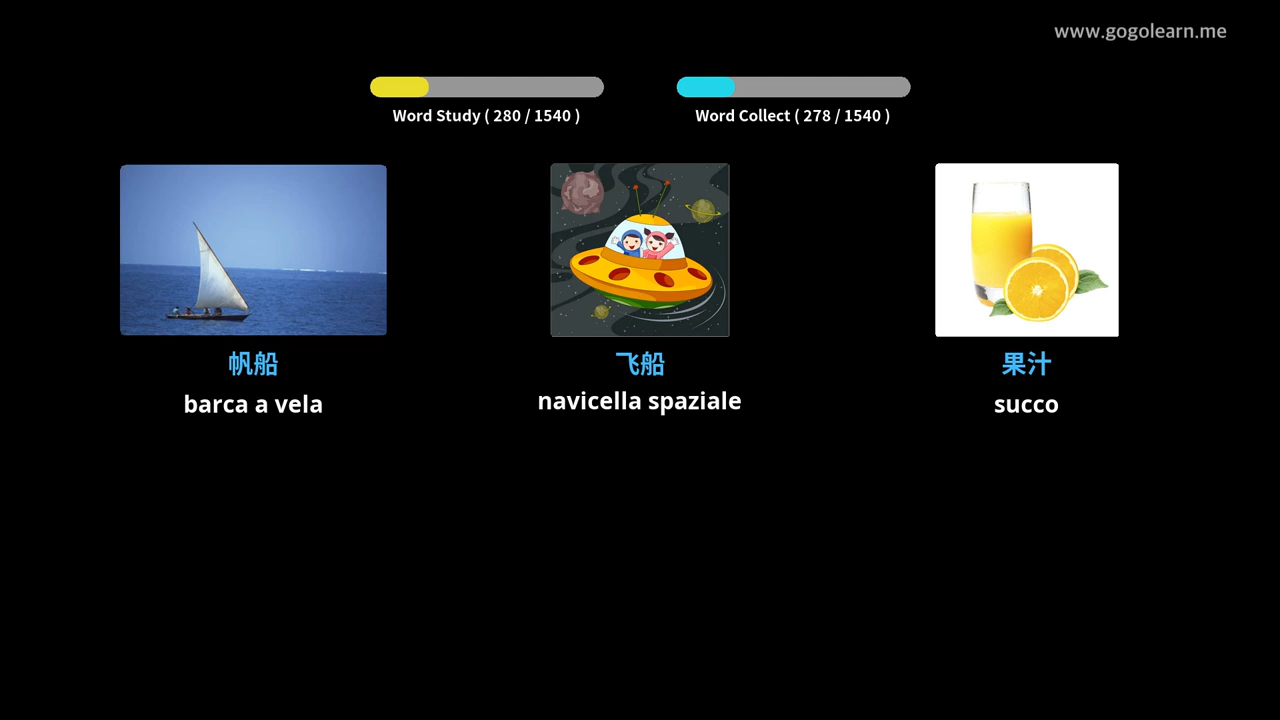 www.gogolearn.me
Word Study ( 280 / 1540 )
Word Collect ( 278 / 1540 )
帆船
飞船
果汁
barca a vela
navicella spaziale
succo